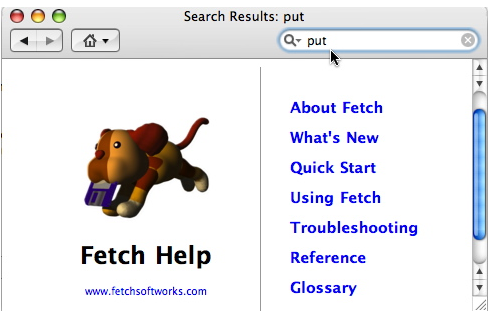 Search Results: put
put
About Fetch
What's New
Quick Start
Using Fetch
Troubleshooting
Reference
Glossary
Fetch Help
www.fetchsoftworks.com